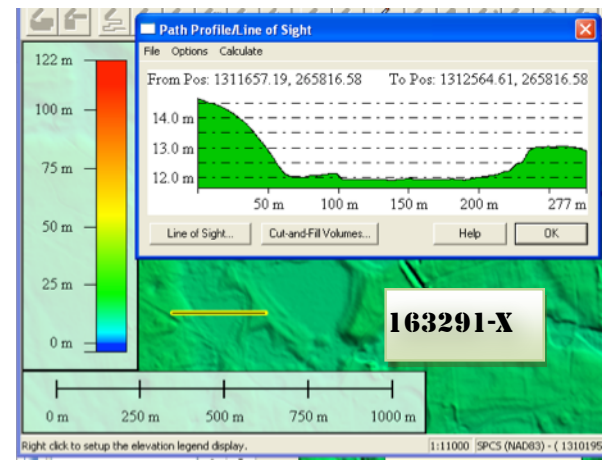 Path Profile/Line of Sight
File Options Calculate
From Pos: 1311657.19, 265816.58 To Pos: 1312564.61, 265816.58
14.0 m
13.0 m
12.0 m
50 m 100 m 150 m 200 m 277 m
Line of Sight... Cut-and-Fill Volumes... Help OK
122 m
100 m
75 m
50 m
25 m
0 m
163291-X
0 m 250 m 500 m 750 m 1000 m
Right click to setup the elevation legend display. 1:11000 SPCS (NAD83) - ( 1310195